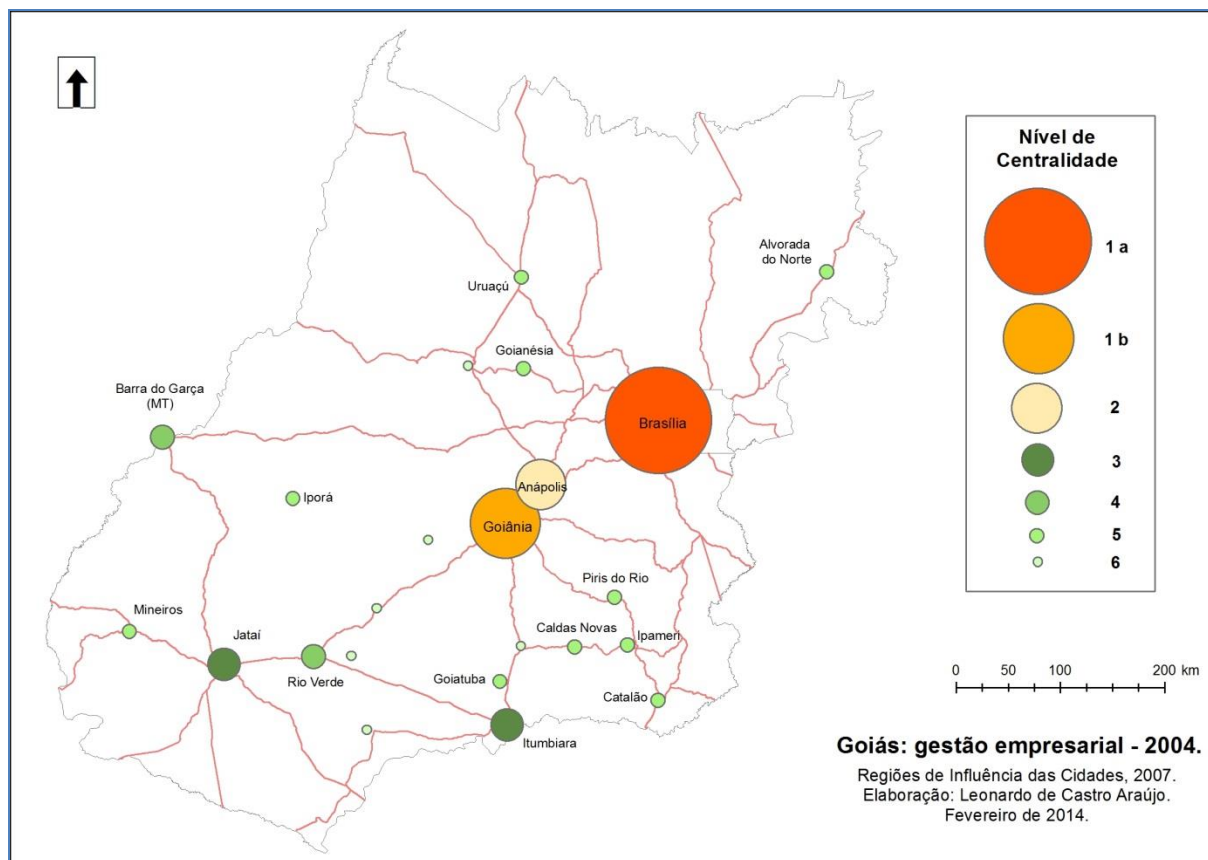 Alvorada
do Norte
Uruaçú
Goianésia
Barra do Garça
(MT)
Brasília
Anápolis
Iporá
Goiânia
Piris do Rio
Mineiros
Jataí
Caldas Novas
Ipameri
Rio Verde
Goiatuba
Catalão
Itumbiara
Nível de
Centralidade
1 a
1 b
2
3
4
5
6
0 50 100 200 km
Goiás: gestão empresarial - 2004.
Regiões de Influência das Cidades, 2007.
Elaboração: Leonardo de Castro Araújo.
Fevereiro de 2014.